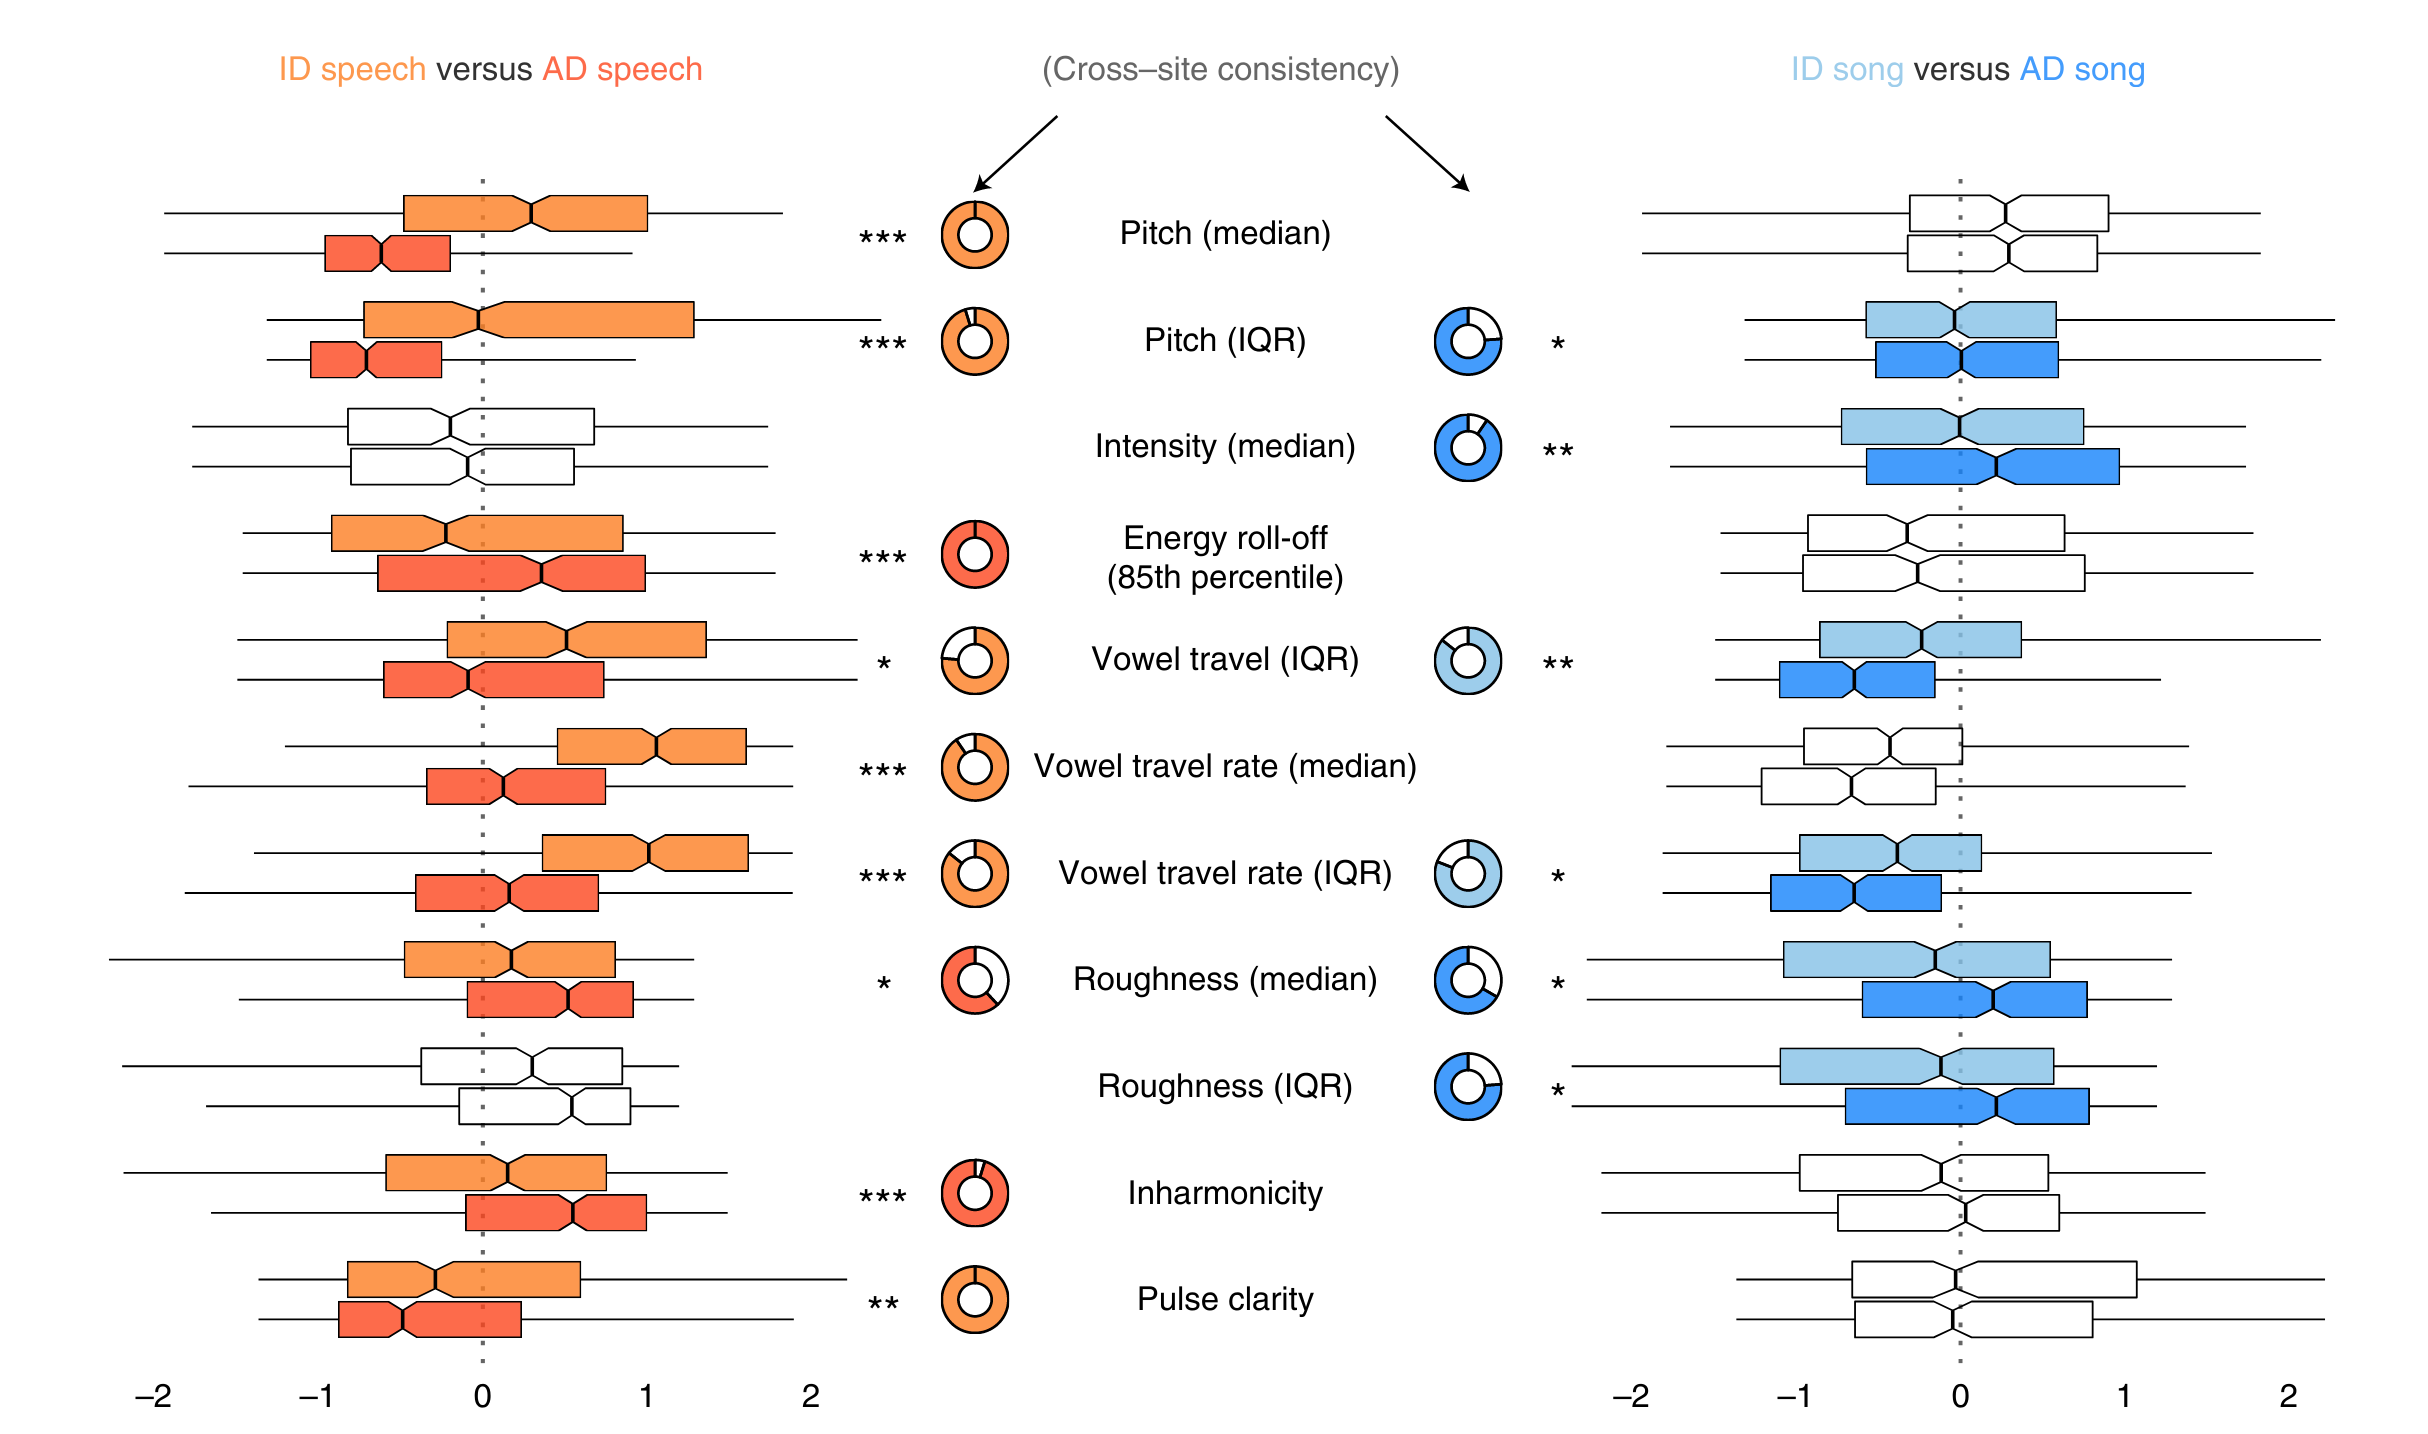 ID speech versus AD speech
(Cross–site consistency)
ID song versus AD song
*** Pitch (median)
*** Pitch (IQR) *
Intensity (median) **
*** Energy roll-off
(85th percentile)
* Vowel travel (IQR) **
*** Vowel travel rate (median)
*** Vowel travel rate (IQR) *
* Roughness (median) *
Roughness (IQR) *
*** Inharmonicity
** Pulse clarity
–2 –1 0 1 2
–2 –1 0 1 2